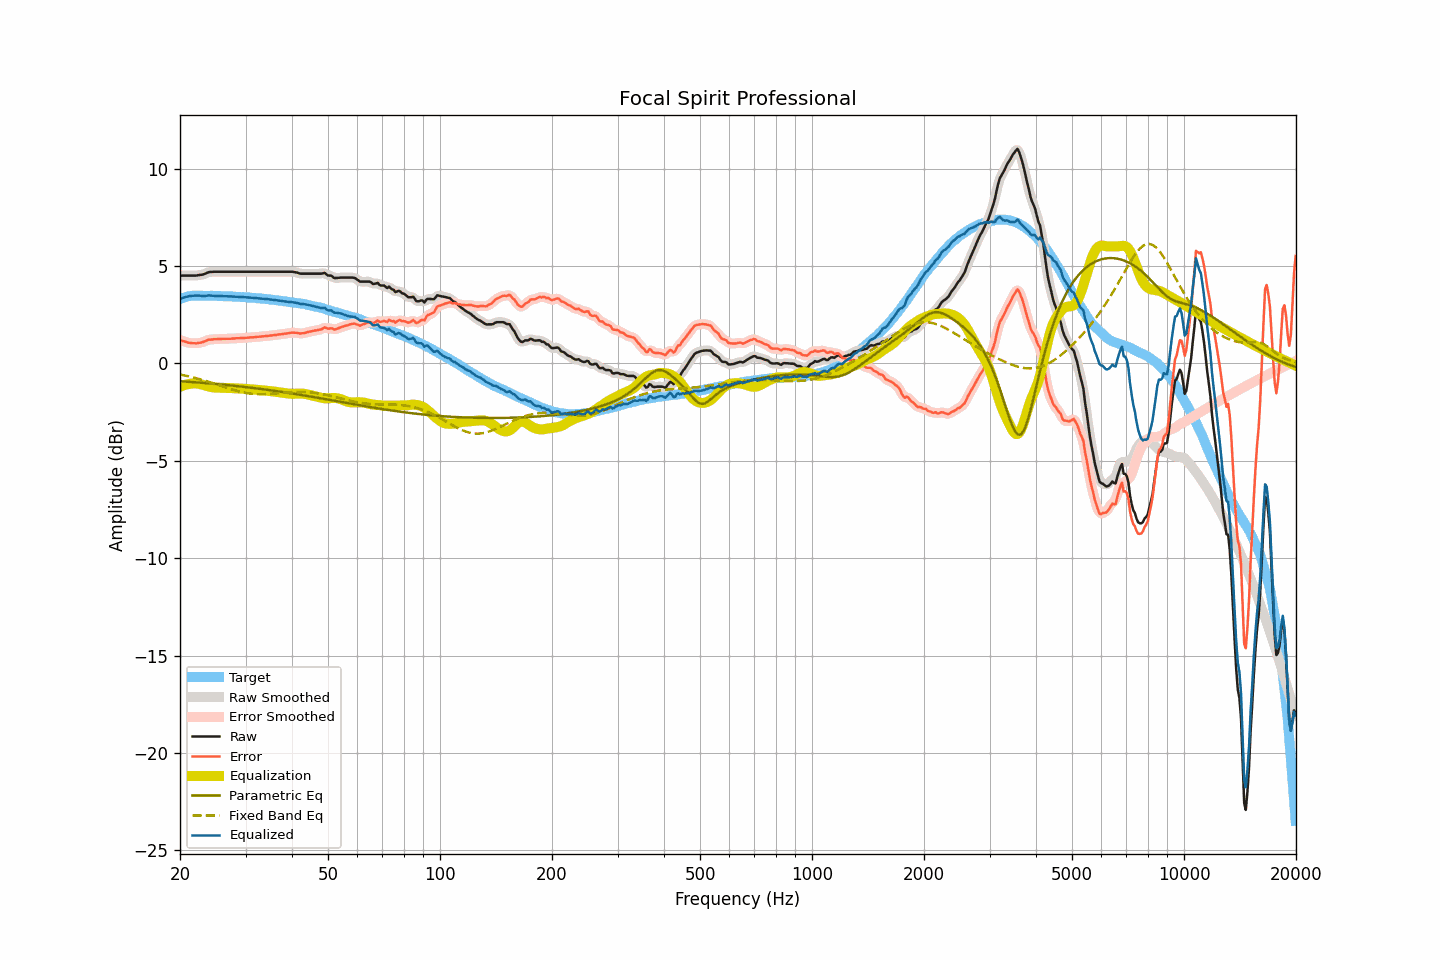 Focal Spirit Professional
Amplitude (dBr)
10
5
0
−5
−10
−15
−20
−25
Target
Raw Smoothed
Error Smoothed
Raw
Error
Equalization
Parametric Eq
Fixed Band Eq
Equalized
20 50 100 200 500 1000 2000 5000 10000 20000
Frequency (Hz)